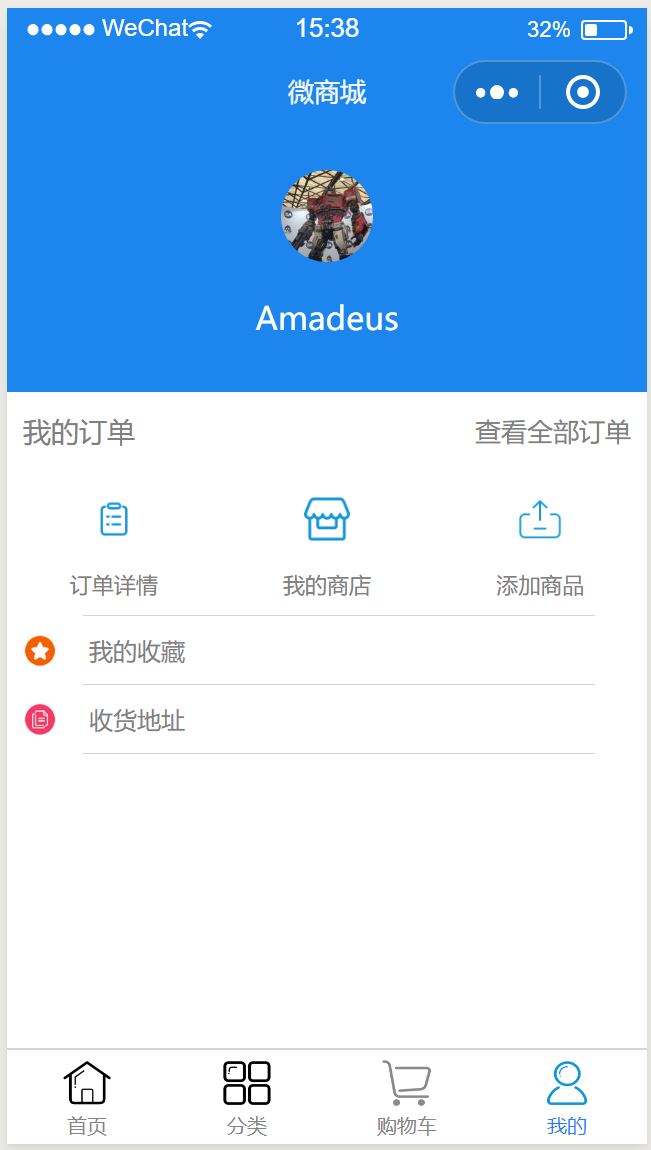 WeChat 15:38 32%
微商城
Amadeus
我的订单 查看全部订单
订单详情 我的商店 添加商品
我的收藏
收货地址
首页 分类 购物车 我的